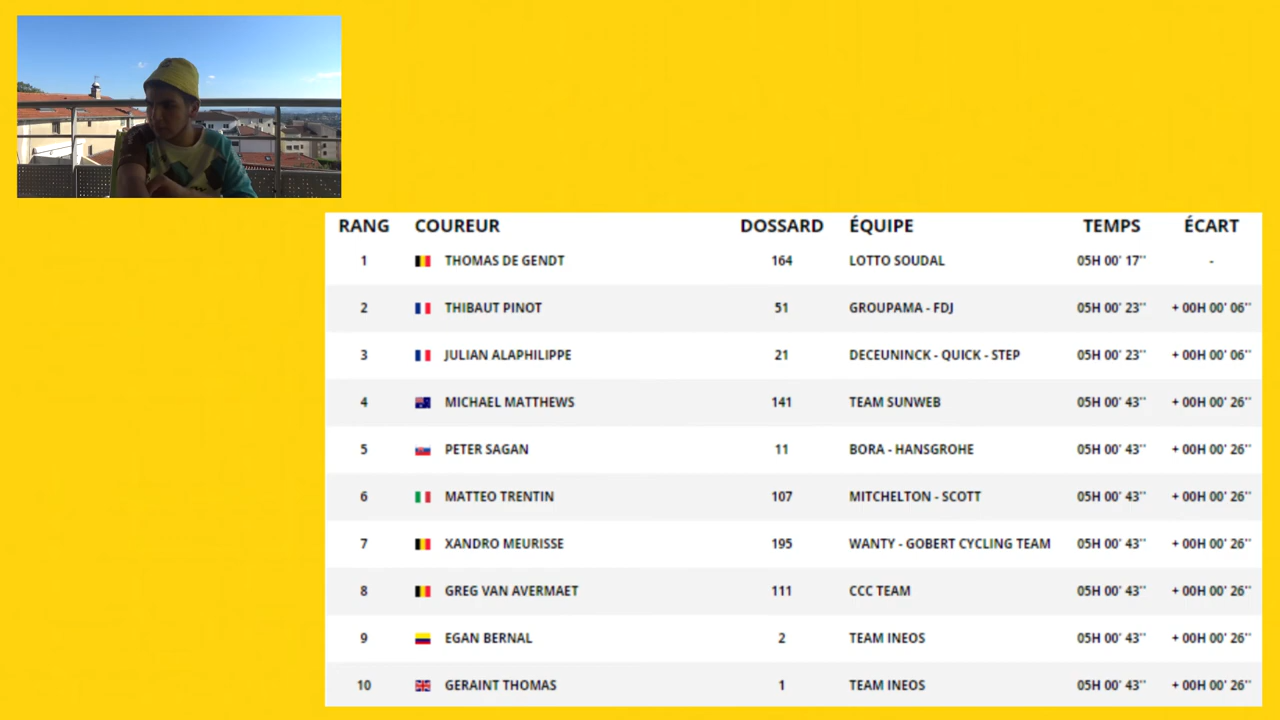 RANG COUREUR DOSSARD ÉQUIPE TEMPS ÉCART
1 THOMAS DE GENDT 164 LOTTO SOUDAL 05H 00' 17'' -
2 THIBAUT PINOT 51 GROUPAMA - FDJ 05H 00' 23'' + 00H 00' 06''
3 JULIAN ALAPHILIPPE 21 DECEUNINCK - QUICK - STEP 05H 00' 23'' + 00H 00' 06''
4 MICHAEL MATTHEWS 141 TEAM SUNWEB 05H 00' 43'' + 00H 00' 26''
5 PETER SAGAN 11 BORA - HANSGROHE 05H 00' 43'' + 00H 00' 26''
6 MATTEO TRENTIN 107 MITCHELTON - SCOTT 05H 00' 43'' + 00H 00' 26''
7 XANDRO MEURISSE 195 WANTY - GOBERT CYCLING TEAM 05H 00' 43'' + 00H 00' 26''
8 GREG VAN AVERMAET 111 CCC TEAM 05H 00' 43'' + 00H 00' 26''
9 EGAN BERNAL 2 TEAM INEOS 05H 00' 43'' + 00H 00' 26''
10 GERAINT THOMAS 1 TEAM INEOS 05H 00' 43'' + 00H 00' 26''